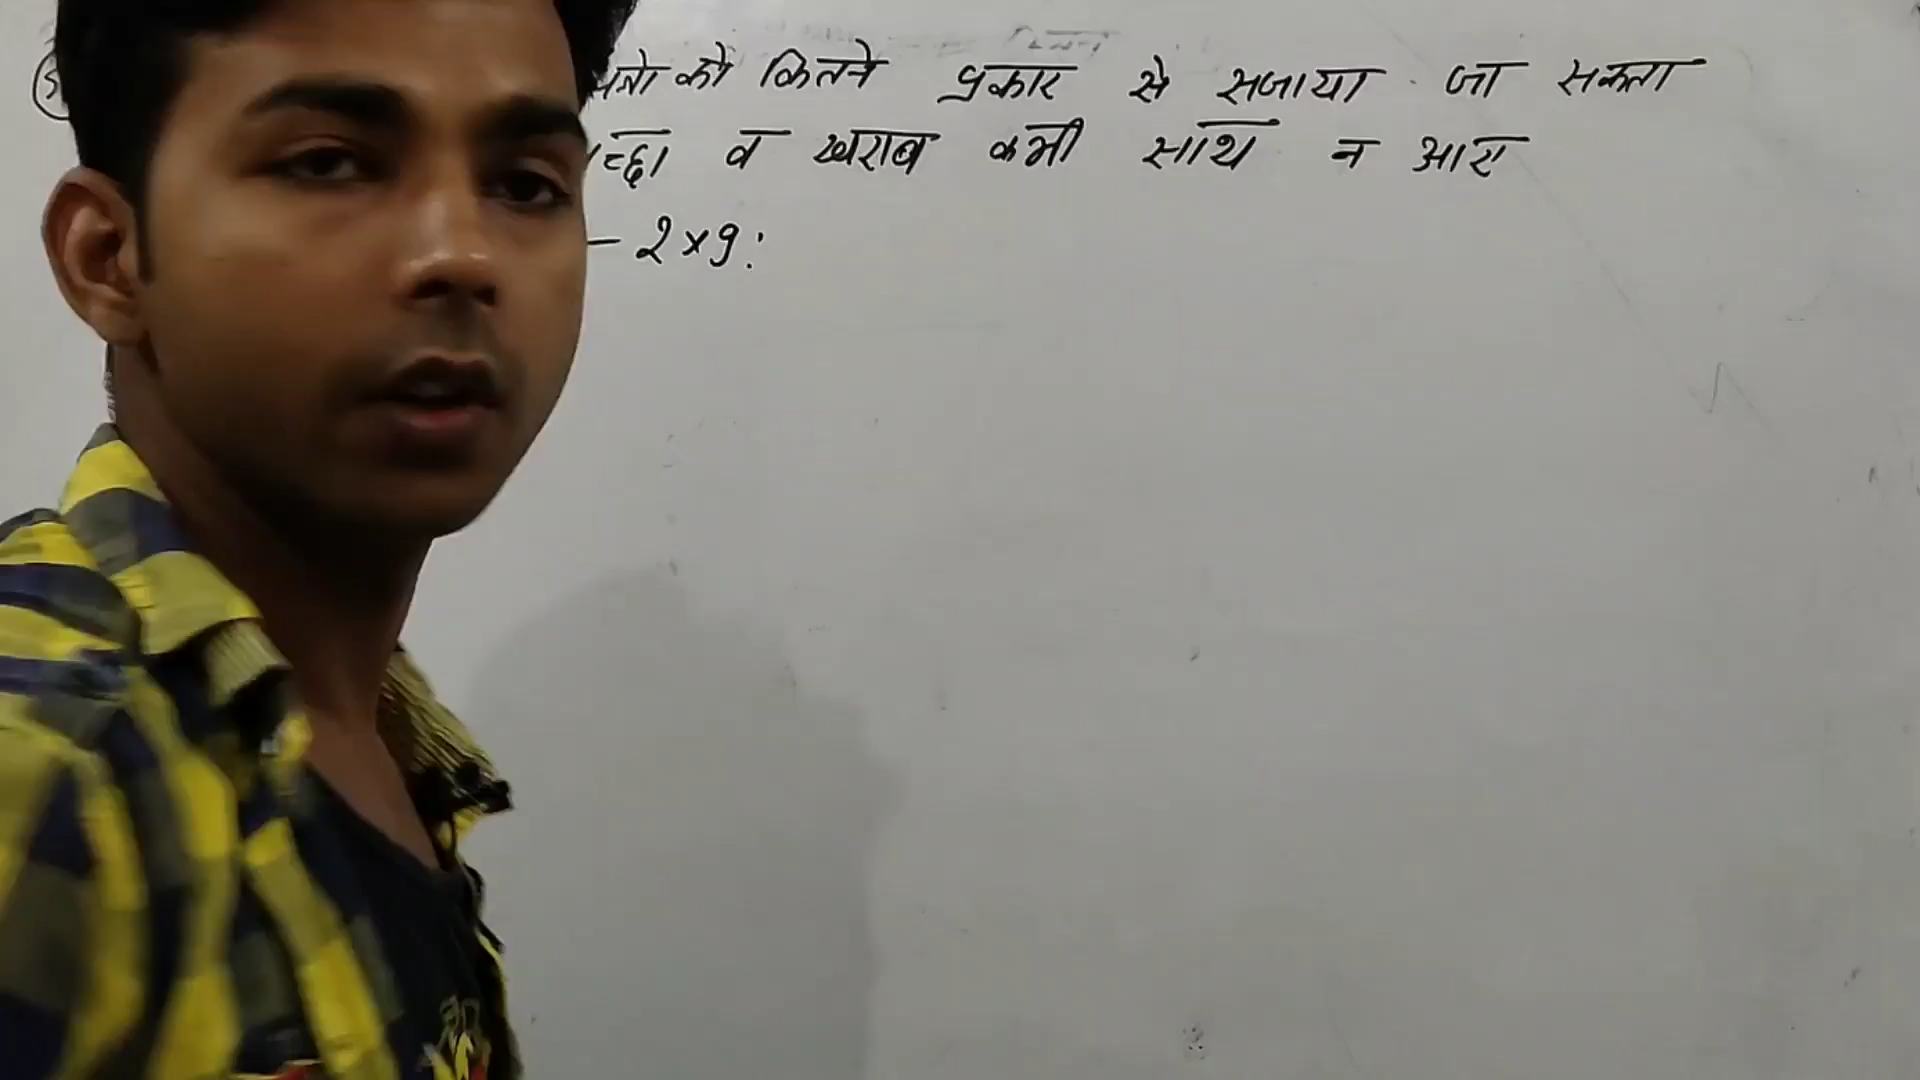 को कितने प्रकार से सजाया जा सकता
व खराब कभी साथ न आए
- 2 × 9!